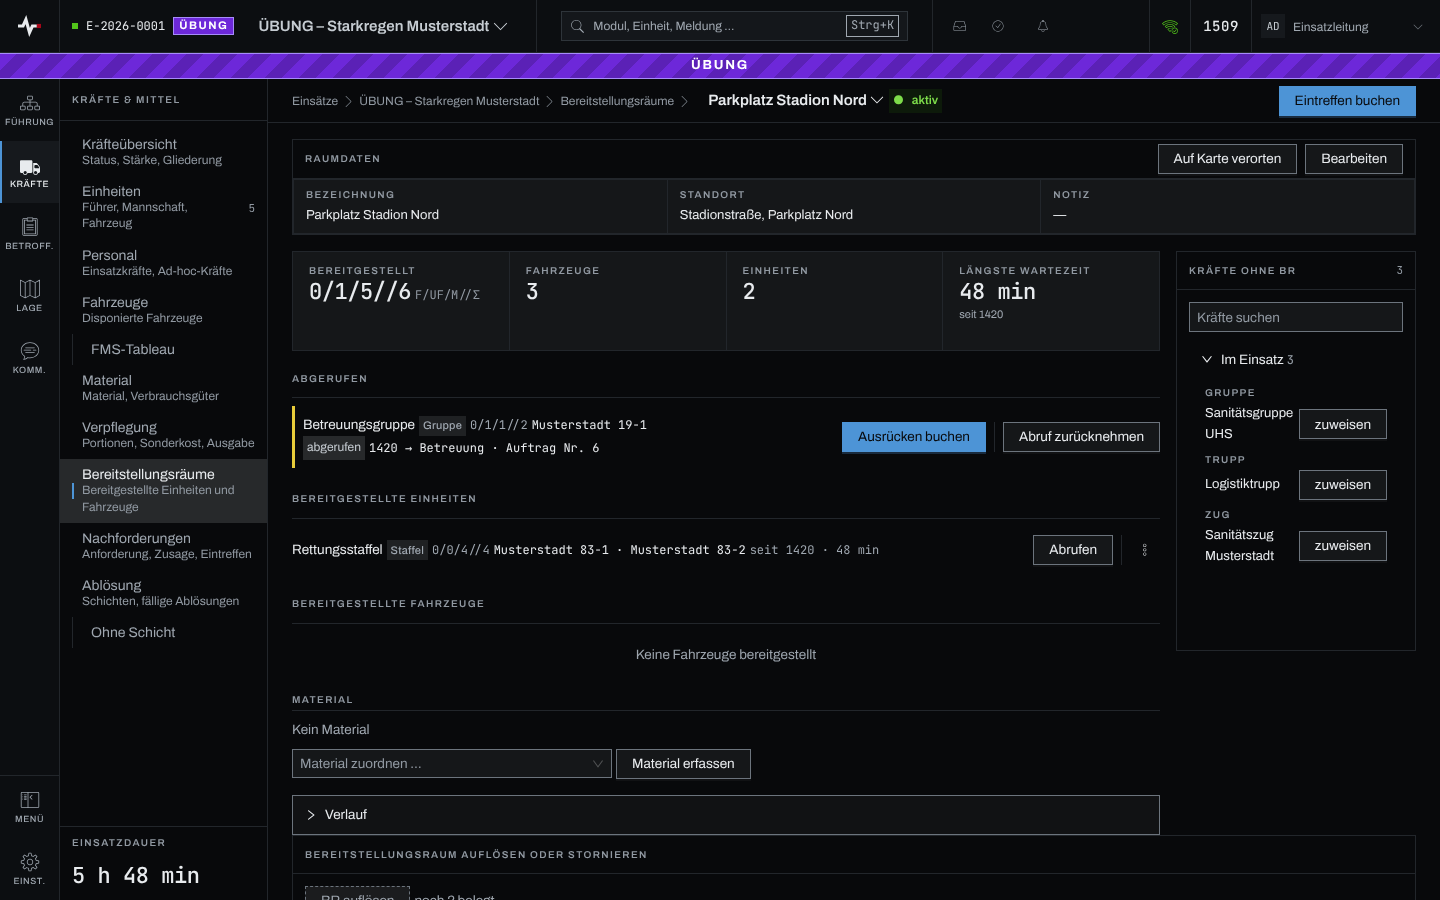 E-2026-0001 ÜBUNG ÜBUNG – Starkregen Musterstadt Modul, Einheit, Meldung ... Strg+K 1509 AD Einsatzleitung
ÜBUNG
FÜHRUNG
KRÄFTE
BETROFF.
LAGE
KOMM.
MENÜ
EINST.
KRÄFTE & MITTEL
Kräfteübersicht
Status, Stärke, Gliederung
Einheiten
Führer, Mannschaft, Fahrzeug 5
Personal
Einsatzkräfte, Ad-hoc-Kräfte
Fahrzeuge
Disponierte Fahrzeuge
FMS-Tableau
Material
Material, Verbrauchsgüter
Verpflegung
Portionen, Sonderkost, Ausgabe
Bereitstellungsräume
Bereitgestellte Einheiten und
Fahrzeuge
Nachforderungen
Anforderung, Zusage, Eintreffen
Ablösung
Schichten, fällige Ablösungen
Ohne Schicht
EINSATZDAUER
5 h 48 min
Einsätze ÜBUNG – Starkregen Musterstadt Bereitstellungsräume Parkplatz Stadion Nord aktiv Eintreffen buchen
RAUMDATEN Auf Karte verorten Bearbeiten
BEZEICHNUNG STANDORT NOTIZ
Parkplatz Stadion Nord Stadionstraße, Parkplatz Nord —
BEREITGESTELLT FAHRZEUGE EINHEITEN LÄNGSTE WARTEZEIT
0/1/5//6 F/UF/M//Σ 3 2 48 min
seit 1420
ABGERUFEN
Betreuungsgruppe Gruppe 0/1/1//2 Musterstadt 19-1
abgerufen 1420 → Betreuung · Auftrag Nr. 6
Ausrücken buchen Abruf zurücknehmen
BEREITGESTELLTE EINHEITEN
Rettungsstaffel Staffel 0/0/4//4 Musterstadt 83-1 · Musterstadt 83-2 seit 1420 · 48 min Abrufen
BEREITGESTELLTE FAHRZEUGE
Keine Fahrzeuge bereitgestellt
MATERIAL
Kein Material
Material zuordnen ... Material erfassen
Verlauf
BEREITSTELLUNGSRAUM AUFLÖSEN ODER STORNIEREN
BR auflösen noch 2 belegt
KRÄFTE OHNE BR 3
Kräfte suchen
Im Einsatz 3
GRUPPE
Sanitätsgruppe
UHS
zuweisen
TRUPP
Logistiktrupp zuweisen
ZUG
Sanitätszug
Musterstadt
zuweisen